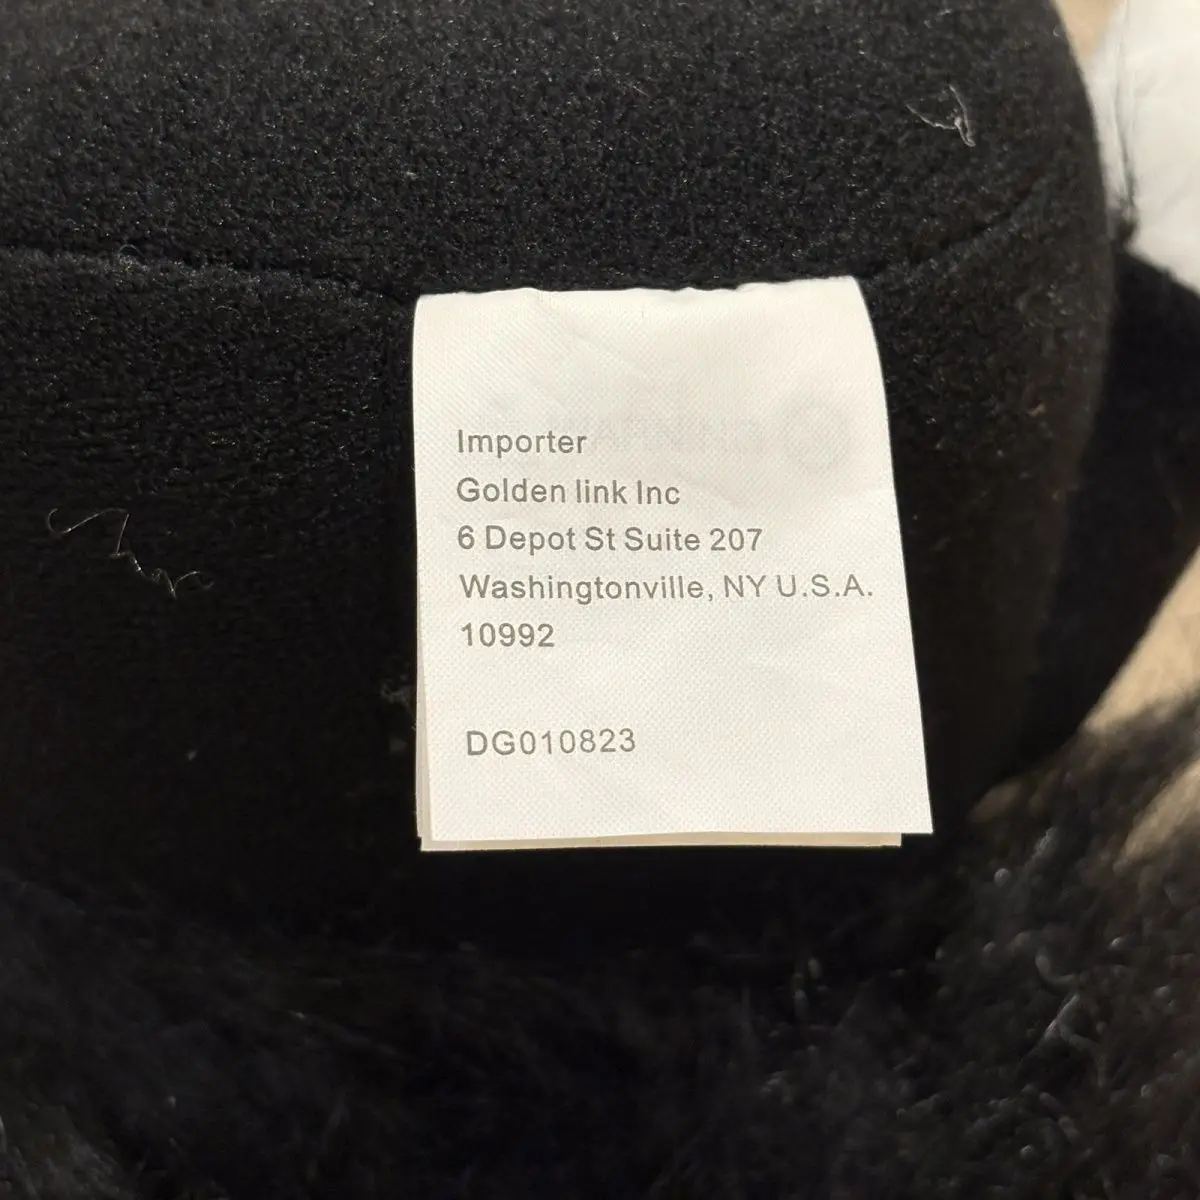 Importer
Golden link Inc
6 Depot St Suite 207
Washingtonville, NY U.S.A.
10992
DG010823